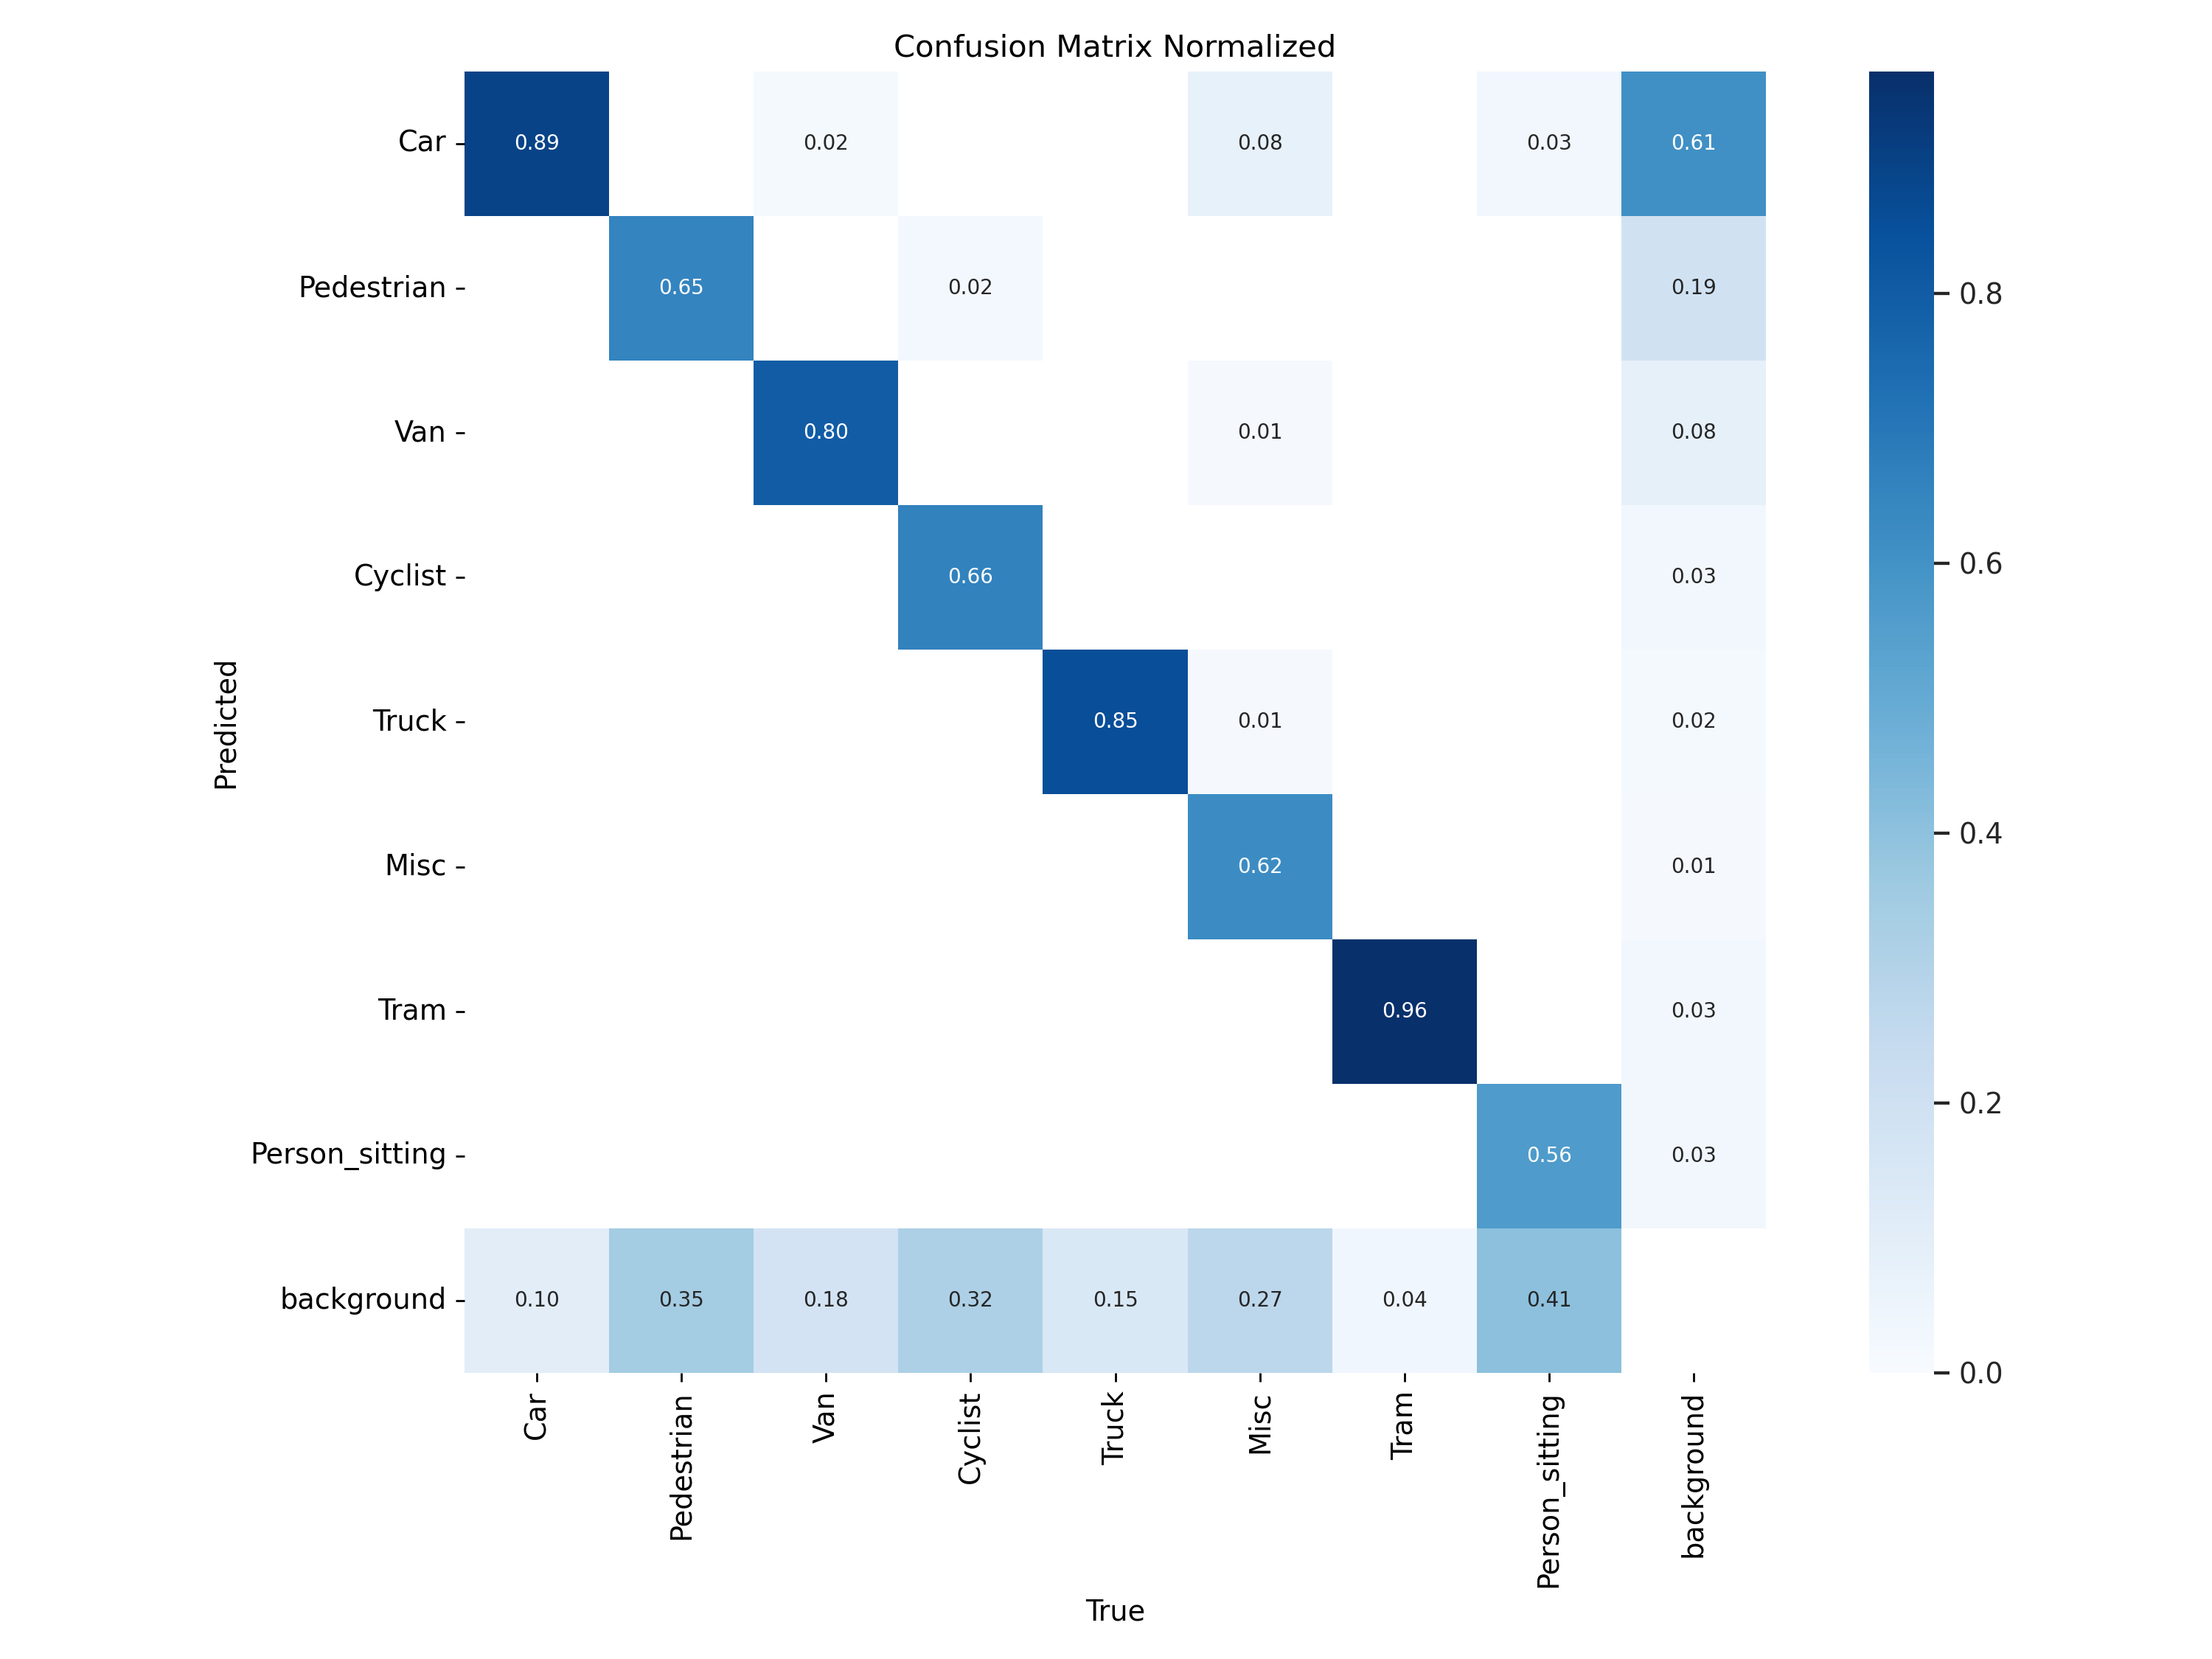 Confusion Matrix Normalized
Car
0.89
0.02
0.08
0.03
0.61
Pedestrian
0.65
0.02
0.19
0.8
Van
0.80
0.01
0.08
Cyclist
0.66
0.03
0.6
Predicted
Truck
0.85
0.01
0.02
Misc
0.62
0.01
0.4
Tram
0.96
0.03
0.2
Person_sitting
0.56
0.03
background
0.10
0.35
0.18
0.32
0.15
0.27
0.04
0.41
0.0
Car
Pedestrian
Van
Cyclist
Truck
Misc
Tram
Person_sitting
background
True